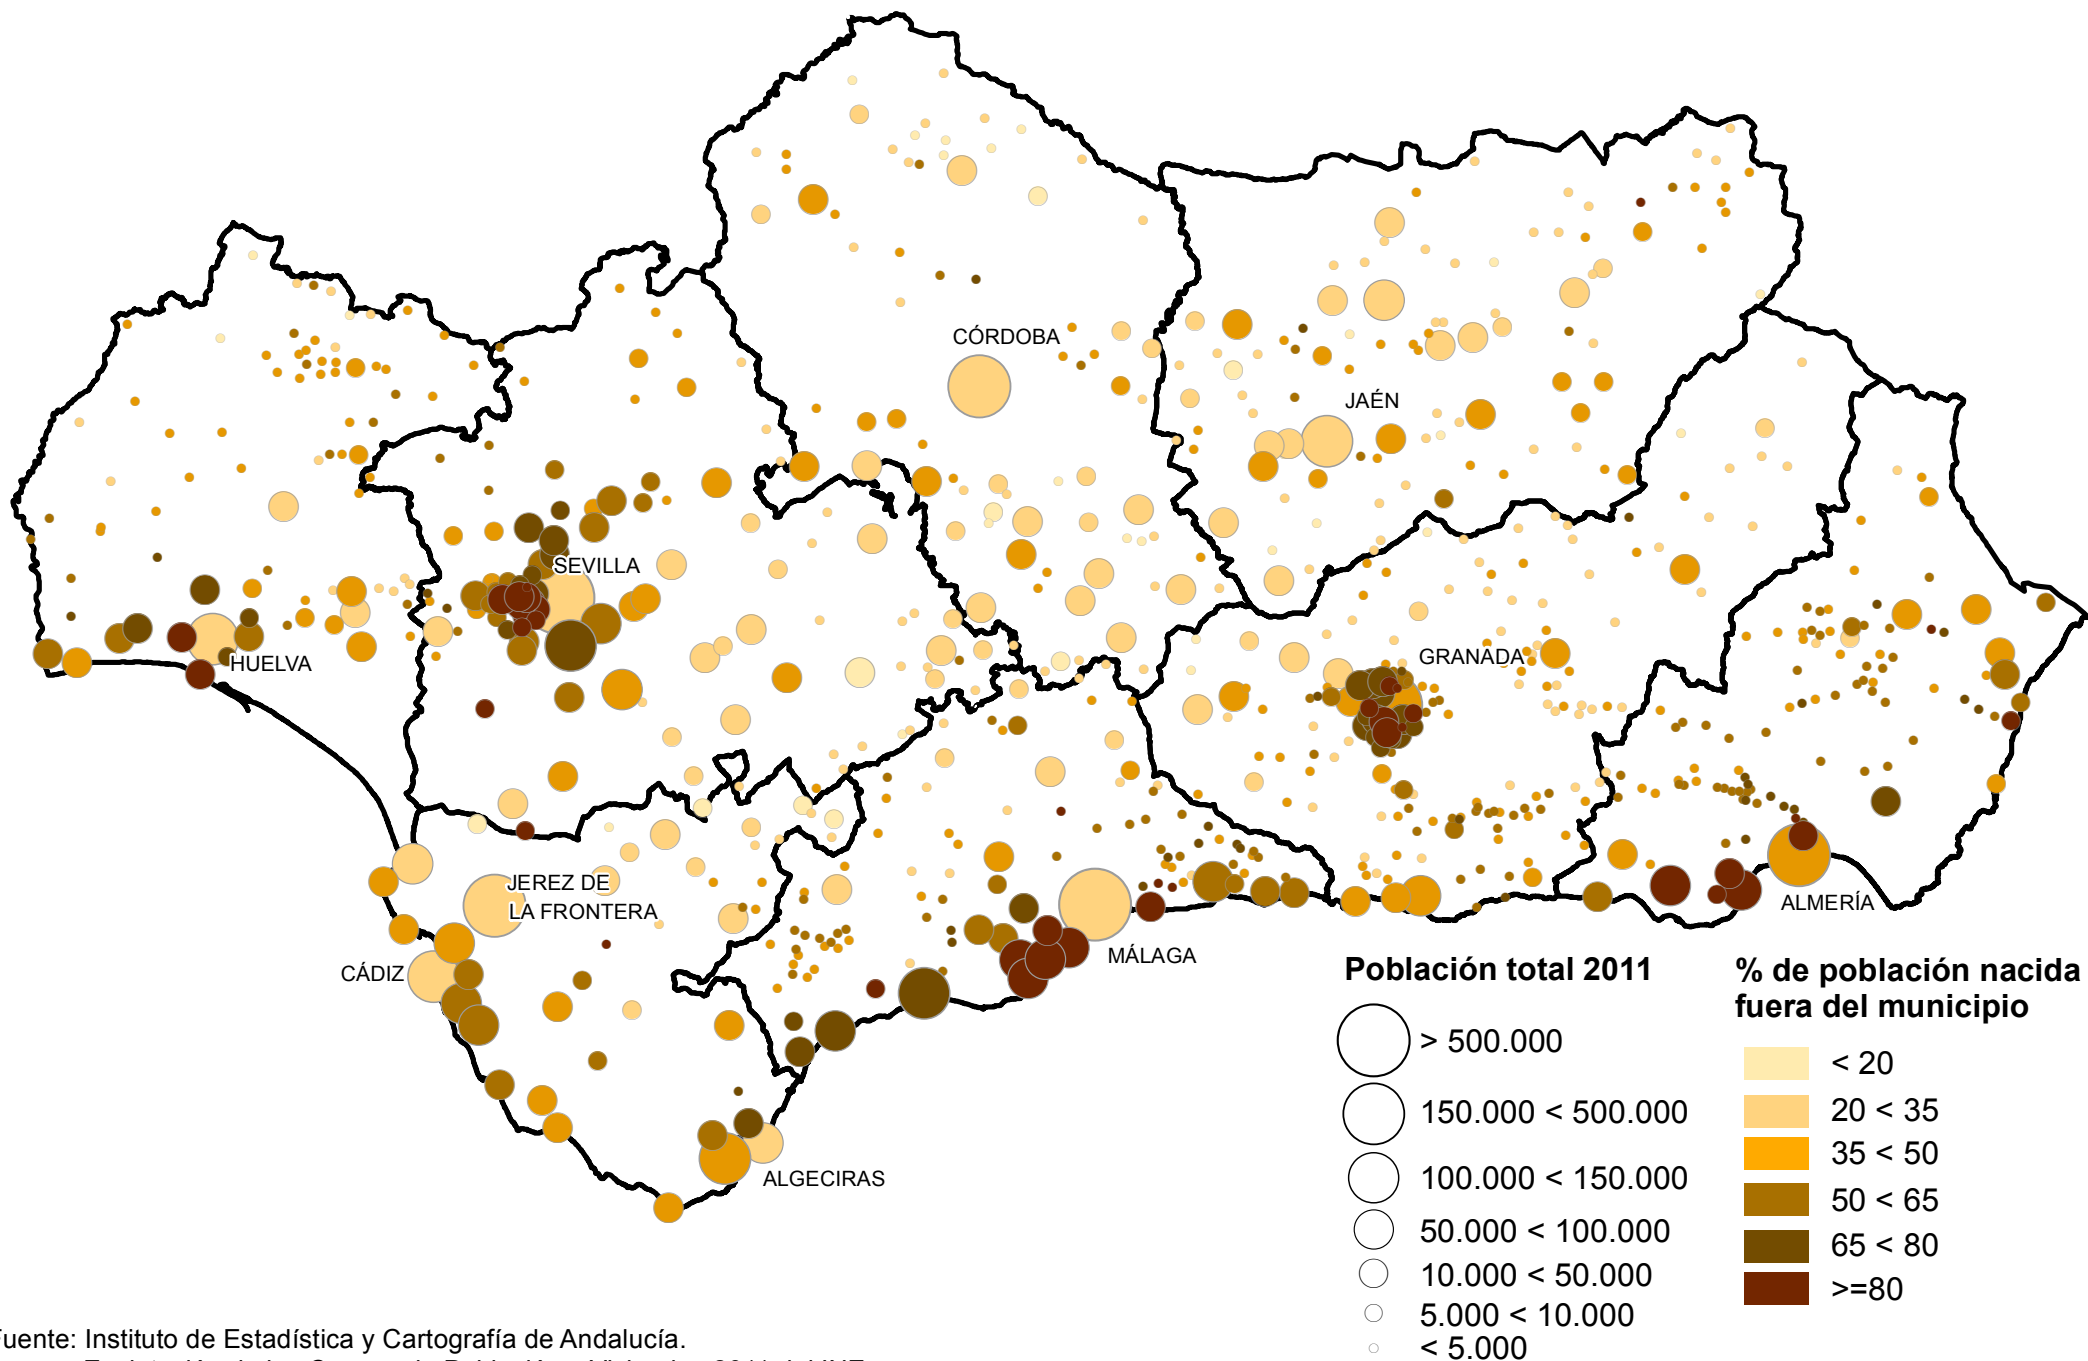 CÓRDOBA
JAÉN
SEVILLA
HUELVA
GRANADA
JEREZ DE
LA FRONTERA
ALMERÍA
CÁDIZ
MÁLAGA
ALGECIRAS
Población total 2011
> 500.000
150.000 < 500.000
100.000 < 150.000
50.000 < 100.000
10.000 < 50.000
5.000 < 10.000
< 5.000
% de población nacida
fuera del municipio
< 20
20 < 35
35 < 50
50 < 65
65 < 80
>=80
Fuente: Instituto de Estadística y Cartografía de Andalucía.